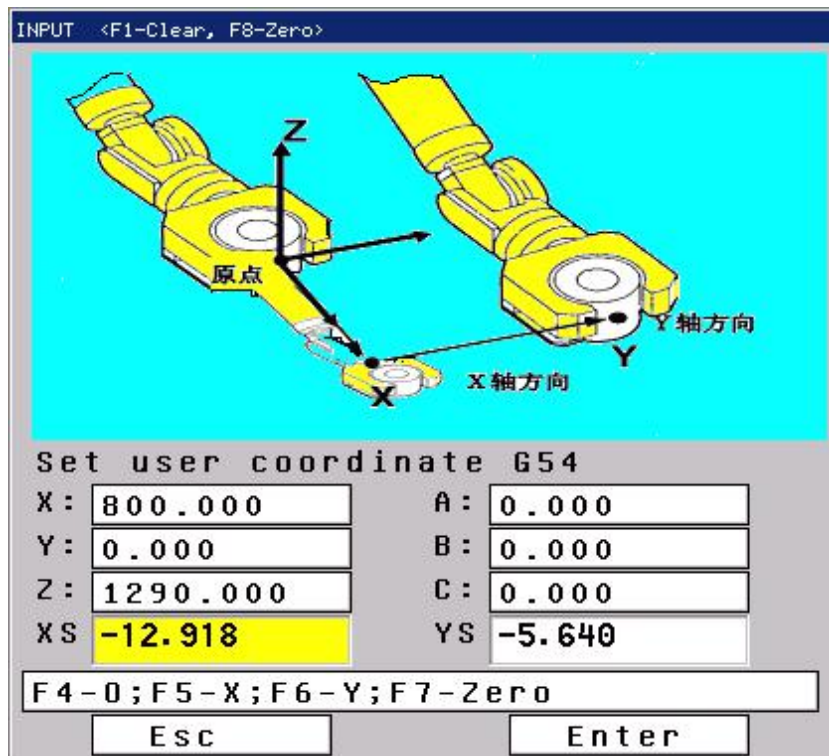 INPUT <F1-Clear, F8-Zero>
Z
原点
Y轴方向
Y
X轴方向
X
Set user coordinate G54
X: 800.000 A: 0.000
Y: 0.000 B: 0.000
Z: 1290.000 C: 0.000
XS -12.918 YS -5.640
F4-O;F5-X;F6-Y;F7-Zero
Esc Enter